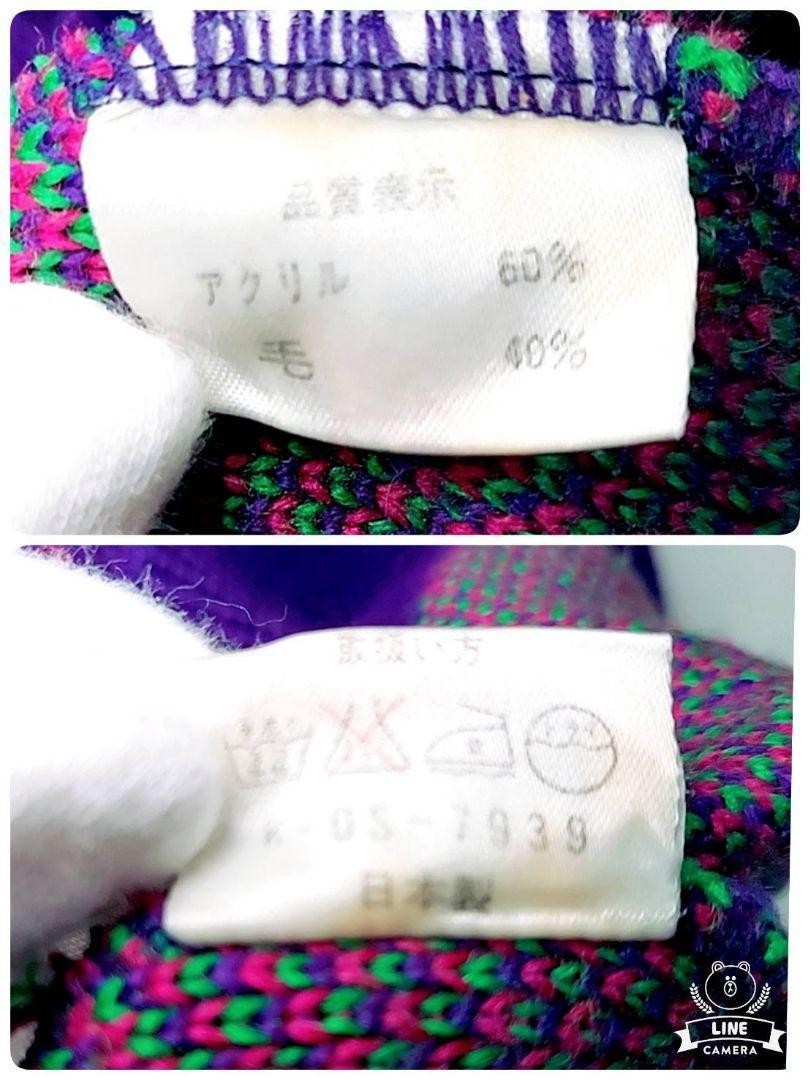 品質表示
アクリル 60%
毛 40%
取扱い方
K-OS-7939
日本製
LINE
CAMERA